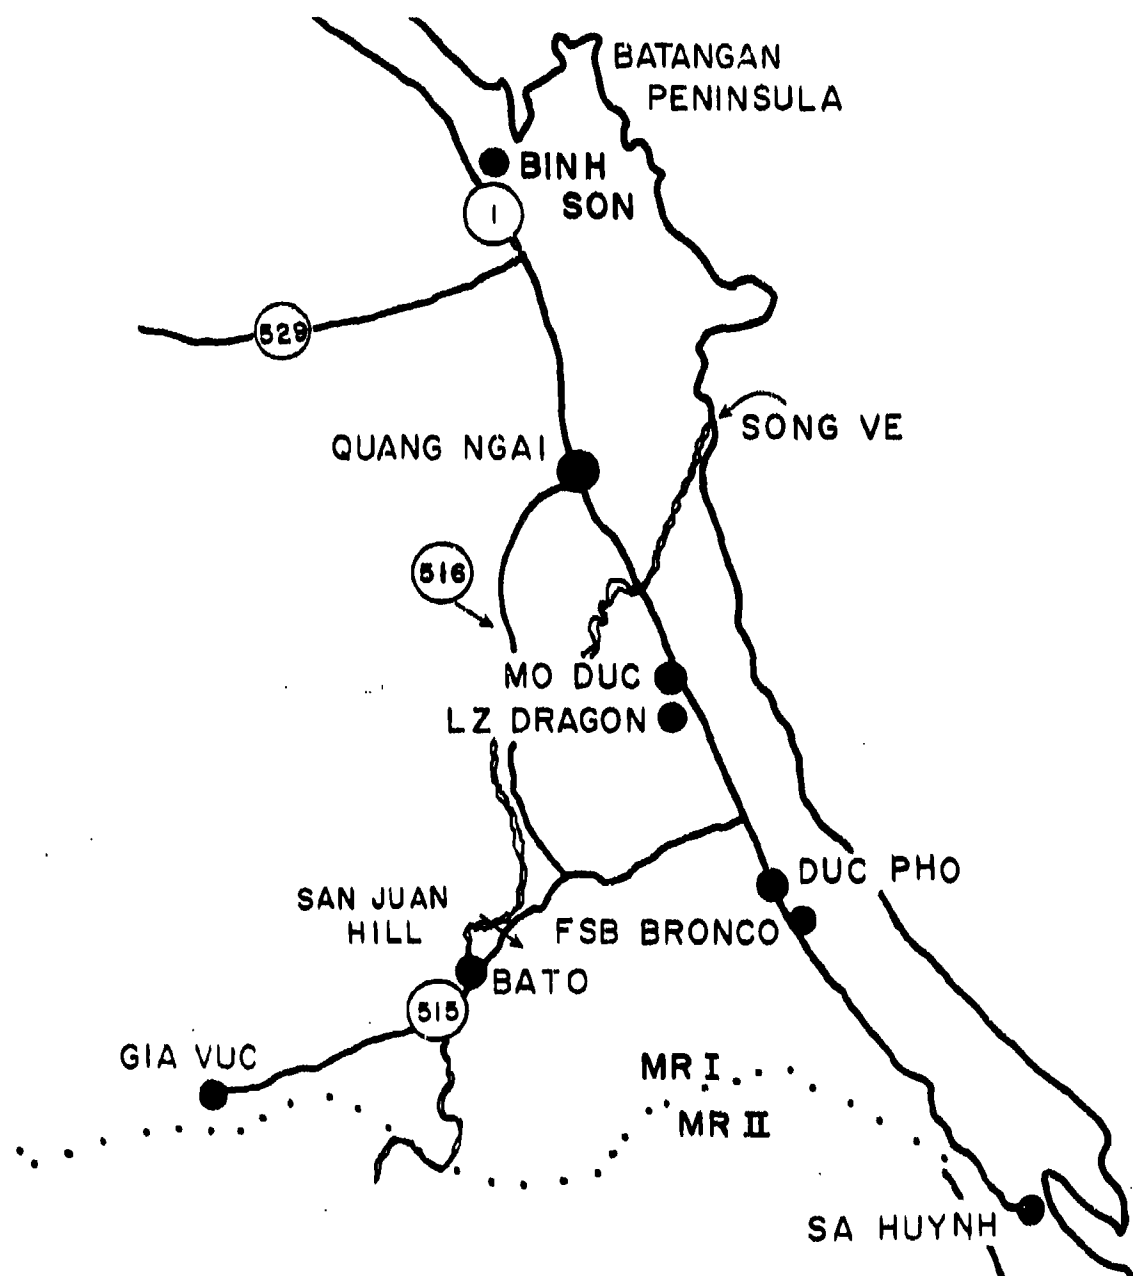 BATANGAN
PENINSULA
BINH
SON
1
529
SONG VE
QUANG NGAI
516
MO DUC
LZ DRAGON
DUC PHO
SAN JUAN
HILL
FSB BRONCO
BATO
515
GIA VUC
MR I
MR II
SA HUYNH